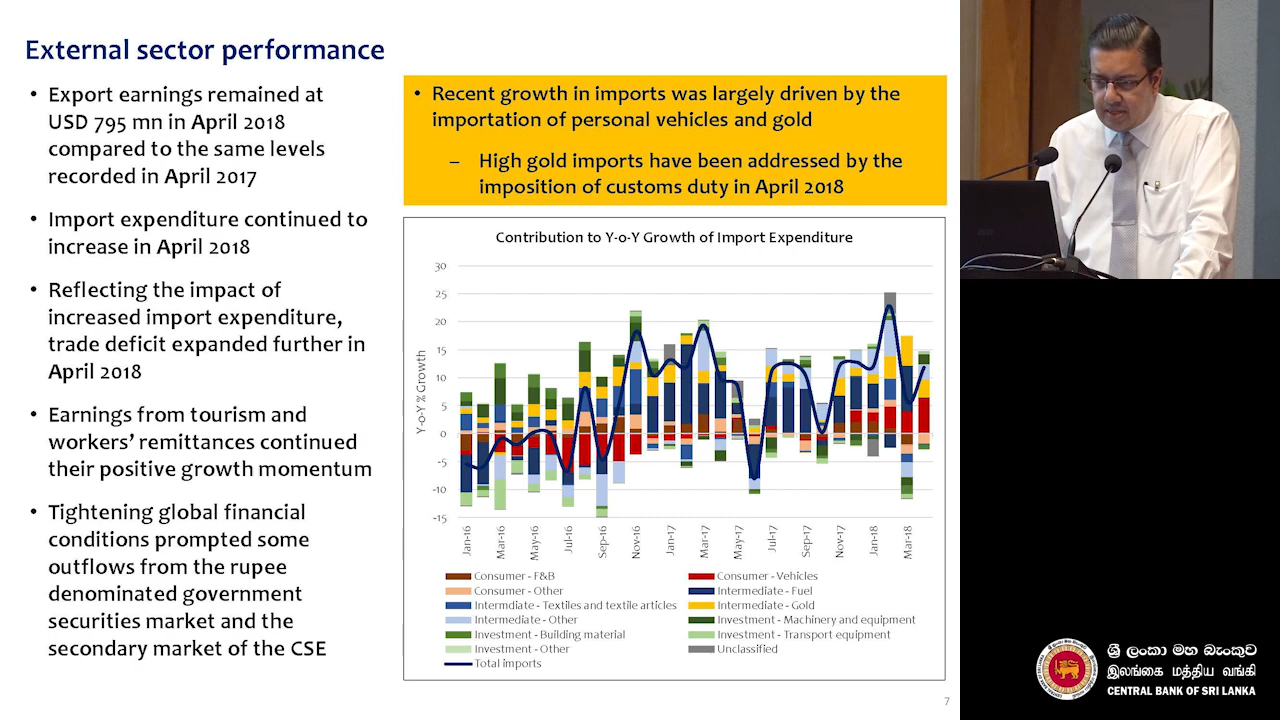 External sector performance
• Export earnings remained at
USD 795 mn in April 2018
compared to the same levels
recorded in April 2017
• Import expenditure continued to
increase in April 2018
• Reflecting the impact of
increased import expenditure,
trade deficit expanded further in
April 2018
• Earnings from tourism and
workers’ remittances continued
their positive growth momentum
• Tightening global financial
conditions prompted some
outflows from the rupee
denominated government
securities market and the
secondary market of the CSE
• Recent growth in imports was largely driven by the
importation of personal vehicles and gold
– High gold imports have been addressed by the
imposition of customs duty in April 2018
Contribution to Y-o-Y Growth of Import Expenditure
Y-o-Y % Growth
30
25
20
15
10
5
0
-5
-10
-15
Jan-16
Mar-16
May-16
Jul-16
Sep-16
Nov-16
Jan-17
Mar-17
May-17
Jul-17
Sep-17
Nov-17
Jan-18
Mar-18
Consumer - F&B
Consumer - Vehicles
Consumer - Other
Intermediate - Fuel
Intermdiate - Textiles and textile articles
Intermediate - Gold
Intermediate - Other
Investment - Machinery and equipment
Investment - Building material
Investment - Transport equipment
Investment - Other
Unclassified
Total imports
7
ශ්‍රී ලංකා මහ බැංකුව
இலங்கை மத்திய வங்கி
CENTRAL BANK OF SRI LANKA